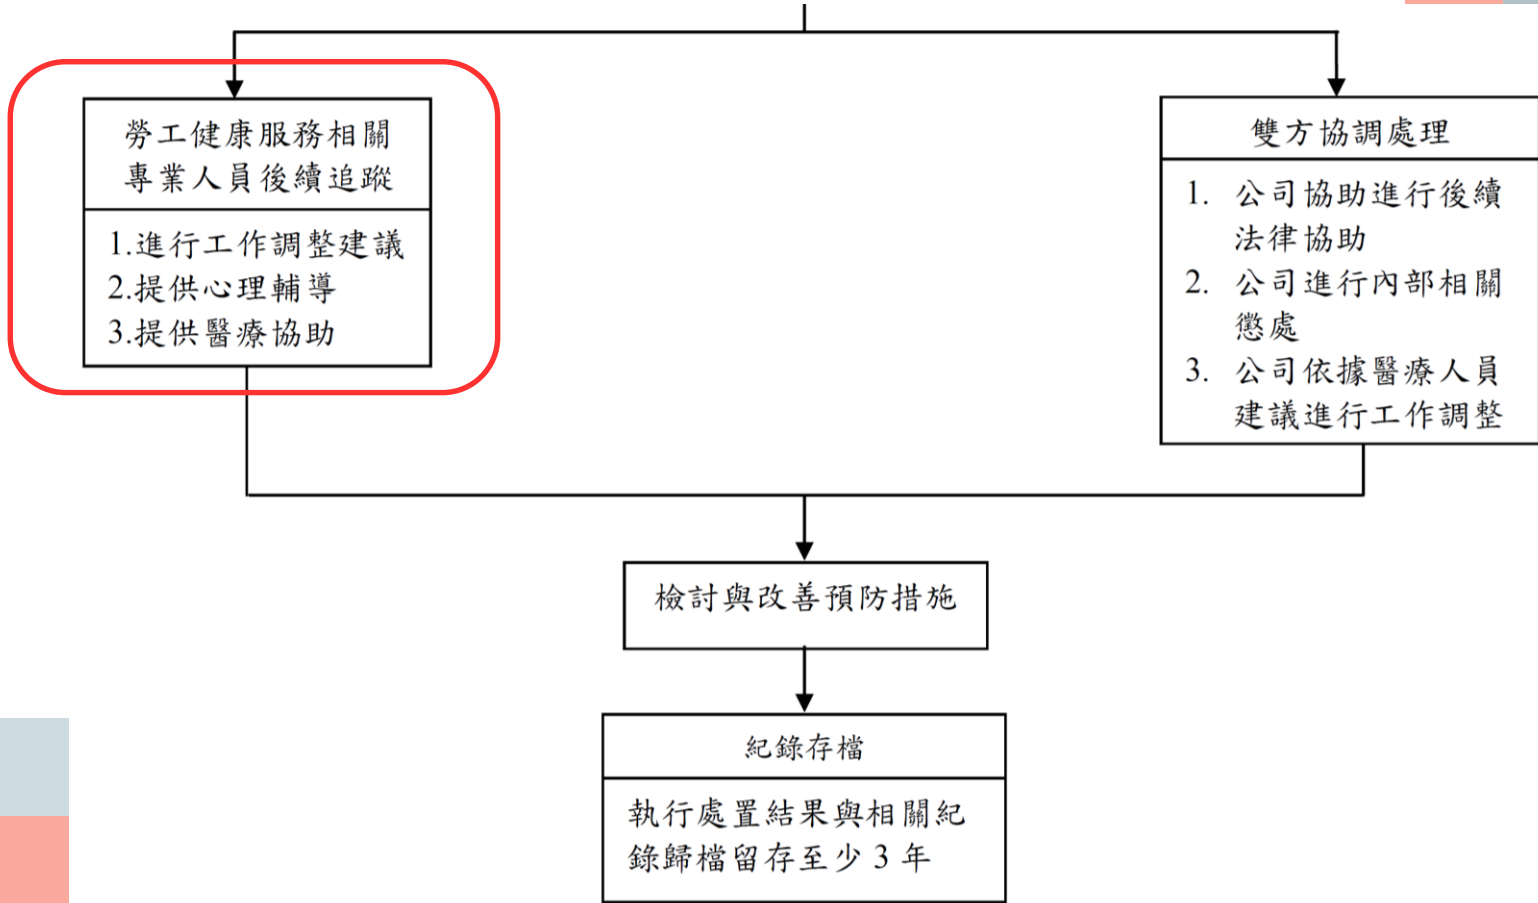 勞工健康服務相關
專業人員後續追蹤
1.進行工作調整建議
2.提供心理輔導
3.提供醫療協助
雙方協調處理
1. 公司協助進行後續
法律協助
2. 公司進行內部相關
懲處
3. 公司依據醫療人員
建議進行工作調整
檢討與改善預防措施
紀錄存檔
執行處置結果與相關紀
錄歸檔留存至少 3 年